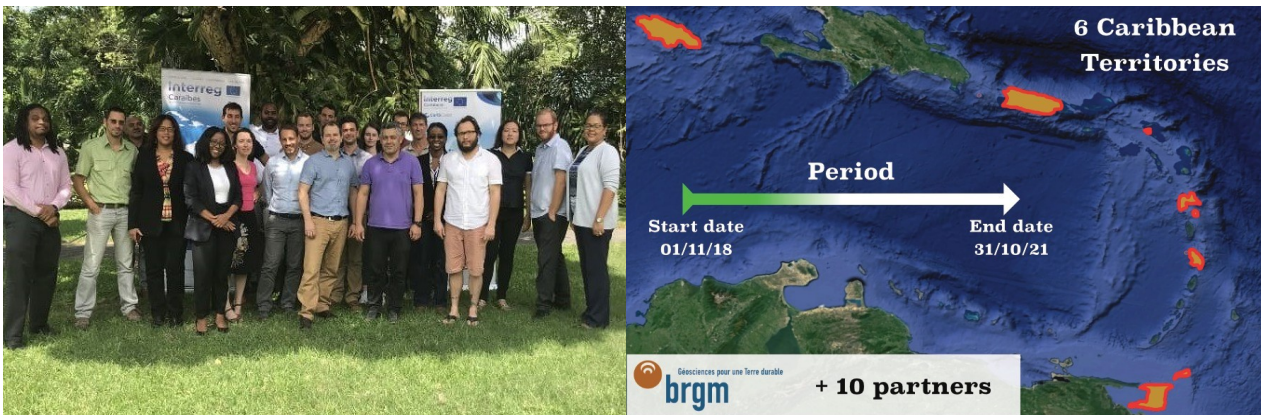 Interreg
Caraïbes
Interreg
6 Caribbean
Territories
Period
Start date
01/11/18
End date
31/10/21
Géosciences pour une Terre durable
brgm
+ 10 partners